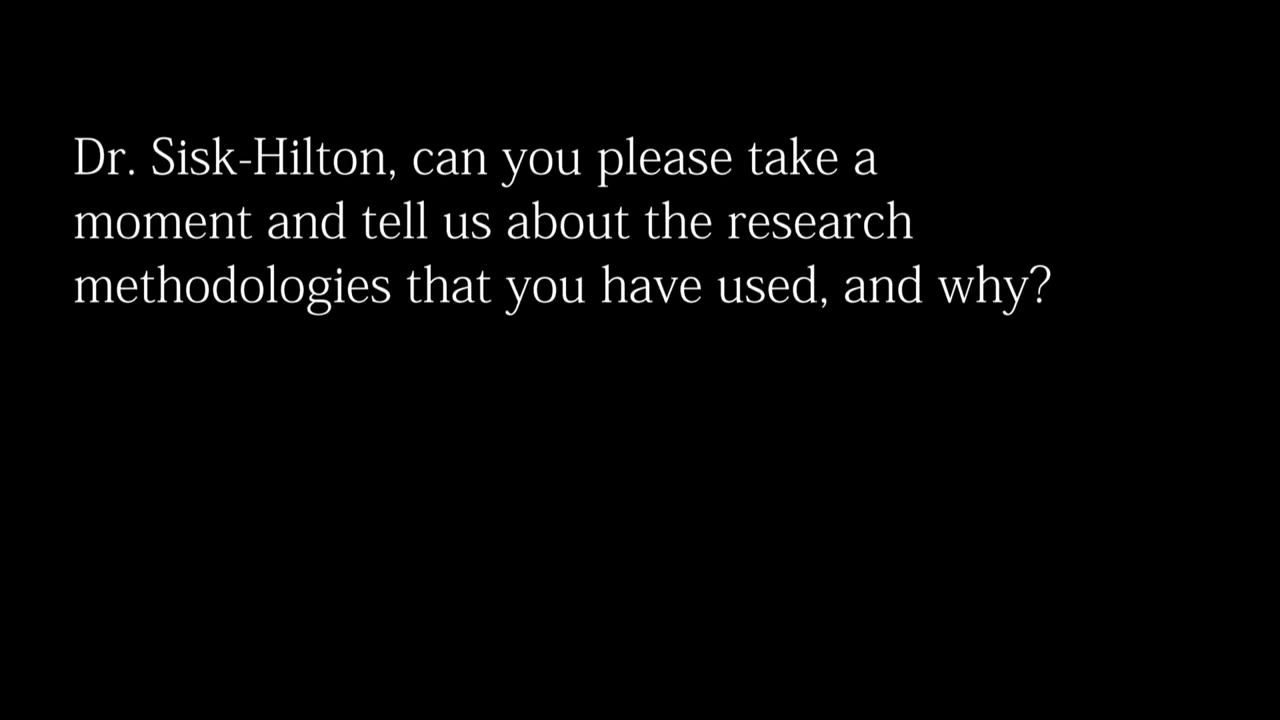 Dr. Sisk-Hilton, can you please take a
moment and tell us about the research
methodologies that you have used, and why?